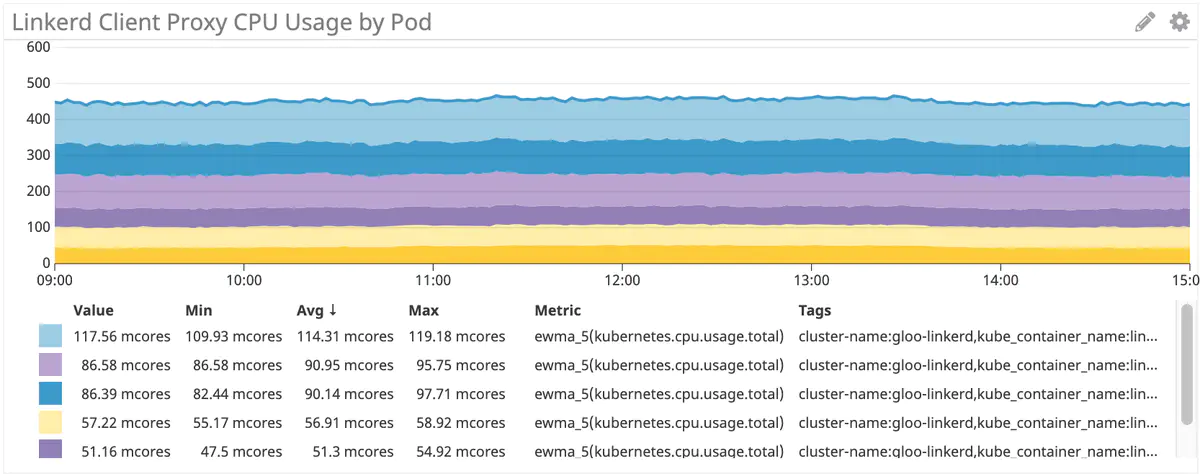 Linkerd Client Proxy CPU Usage by Pod
600
500
400
300
200
100
0
09:00 10:00 11:00 12:00 13:00 14:00 15:0
Value Min Avg ↓ Max Metric Tags
117.56 mcores 109.93 mcores 114.31 mcores 119.18 mcores ewma_5(kubernetes.cpu.usage.total) cluster-name:gloo-linkerd,kube_container_name:lin...
86.58 mcores 86.58 mcores 90.95 mcores 95.75 mcores ewma_5(kubernetes.cpu.usage.total) cluster-name:gloo-linkerd,kube_container_name:lin...
86.39 mcores 82.44 mcores 90.14 mcores 97.71 mcores ewma_5(kubernetes.cpu.usage.total) cluster-name:gloo-linkerd,kube_container_name:lin...
57.22 mcores 55.17 mcores 56.91 mcores 58.92 mcores ewma_5(kubernetes.cpu.usage.total) cluster-name:gloo-linkerd,kube_container_name:lin...
51.16 mcores 47.5 mcores 51.3 mcores 54.92 mcores ewma_5(kubernetes.cpu.usage.total) cluster-name:gloo-linkerd,kube_container_name:lin...